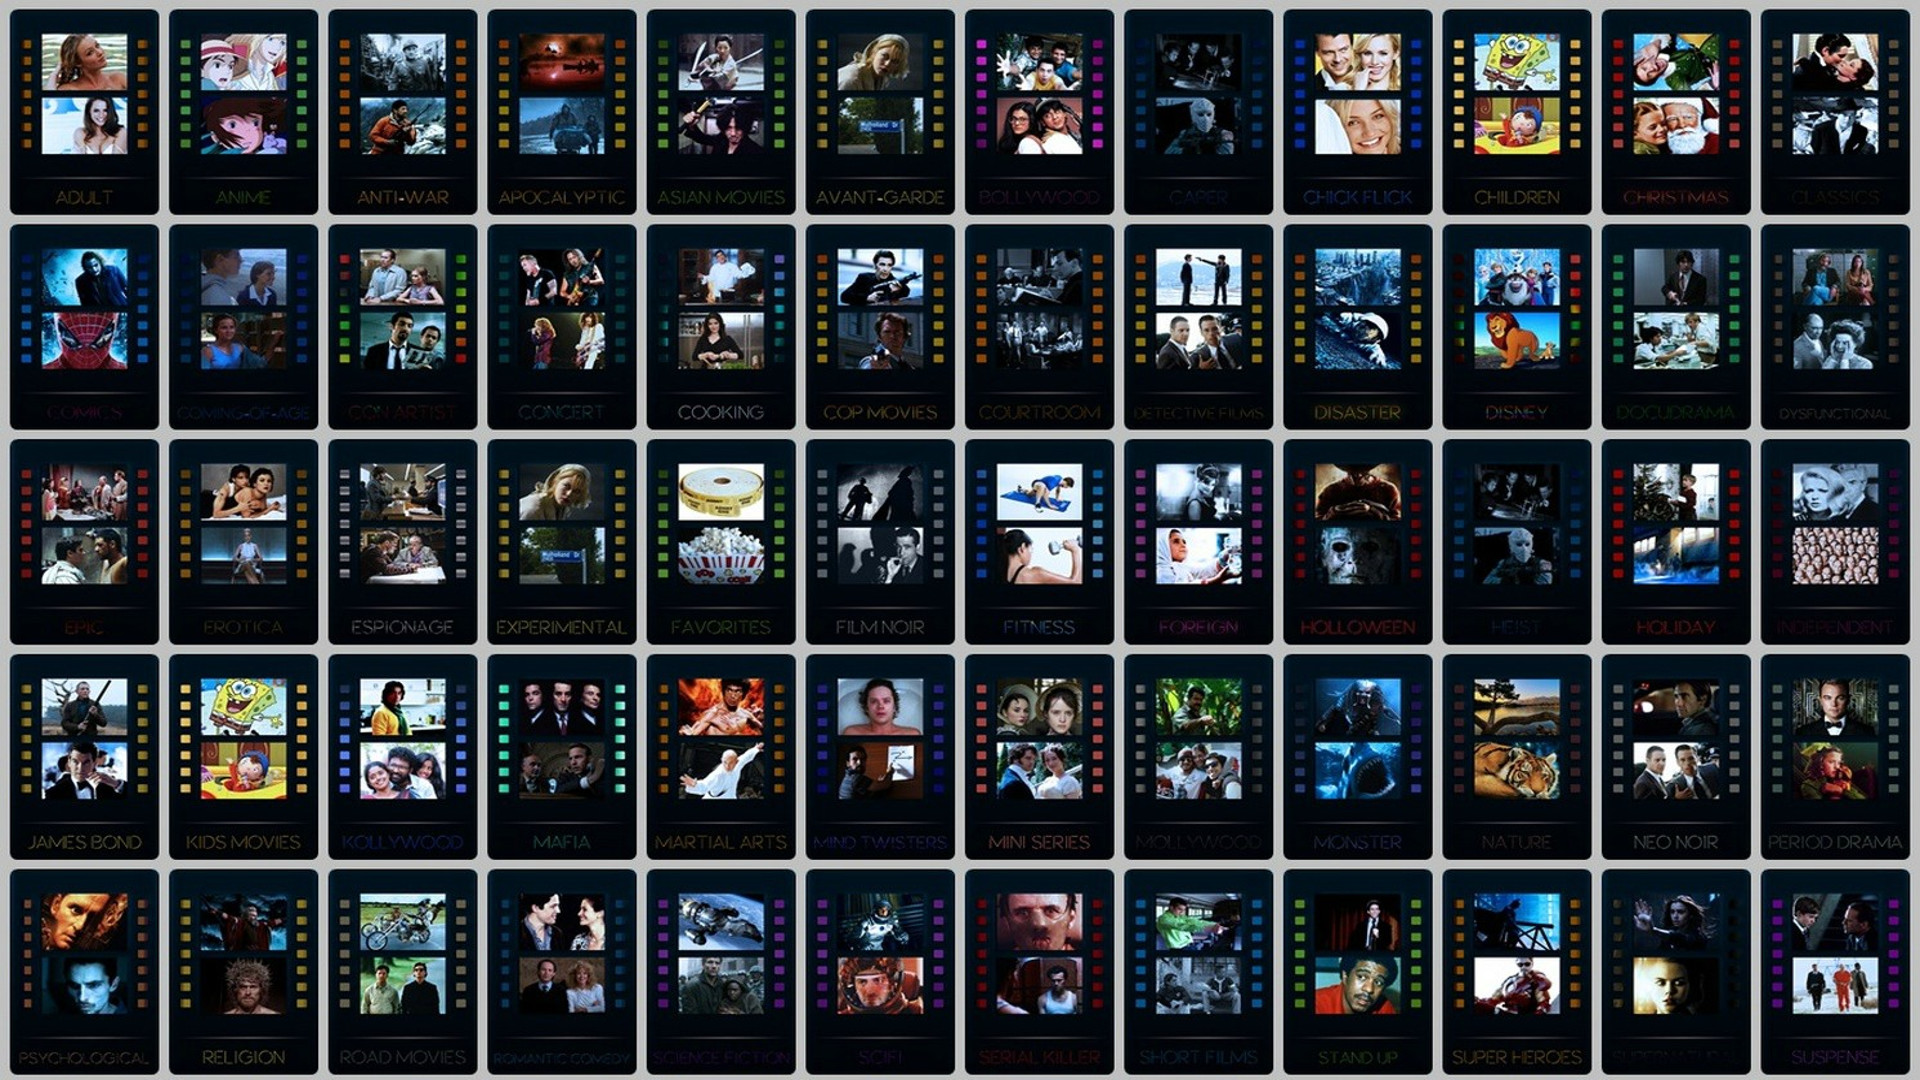 ADULT
ANIME
ANTI-WAR
APOCALYPTIC
ASIAN MOVIES
AVANT-GARDE
BOLLYWOOD
CAPER
CHICK FLICK
CHILDREN
CHRISTMAS
CLASSICS
Mulholland Dr
COMICS
COMING-OF-AGE
CON ARTIST
CONCERT
COOKING
COP MOVIES
COURTROOM
DETECTIVE FILMS
DISASTER
DISNEY
DOCUDRAMA
DYSFUNCTIONAL
EPIC
EROTICA
ESPIONAGE
EXPERIMENTAL
FAVORITES
FILM NOIR
FITNESS
FOREIGN
HOLLOWEEN
HEIST
HOLIDAY
INDEPENDENT
Mulholland Dr
JAMES BOND
KIDS MOVIES
KOLLYWOOD
MAFIA
MARTIAL ARTS
MIND TWISTERS
MINI SERIES
MOLLYWOOD
MONSTER
NATURE
NEO NOIR
PERIOD DRAMA
PSYCHOLOGICAL
RELIGION
ROAD MOVIES
ROMANTIC COMEDY
SCIENCE FICTION
SCIFI
SERIAL KILLER
SHORT FILMS
STAND UP
SUPER HEROES
SUPERNATURAL
SUSPENSE